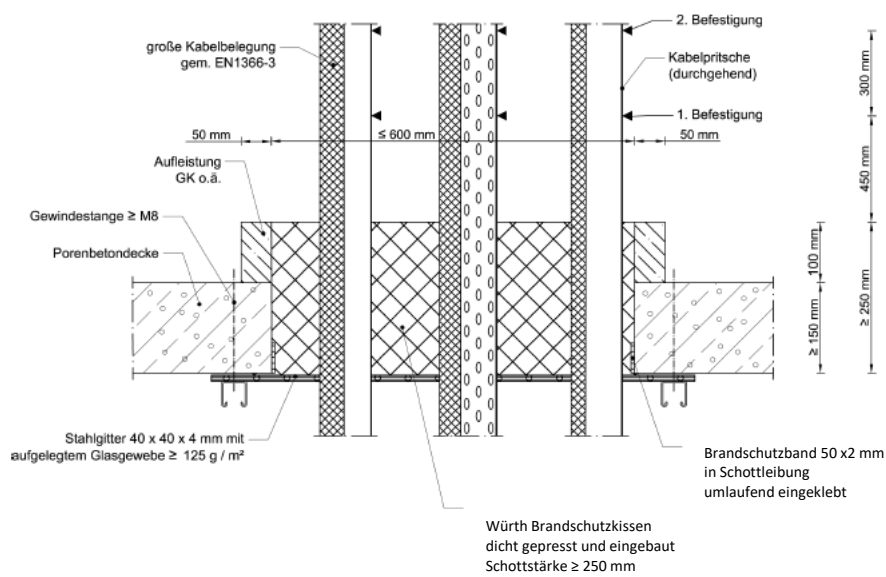 große Kabelbelegung
gem. EN1366-3
2. Befestigung
Kabelpritsche
(durchgehend)
1. Befestigung
300 mm
50 mm
≤ 600 mm
50 mm
Aufleistung
GK o.ä.
450 mm
Gewindestange ≥ M8
Porenbetondecke
100 mm
≥ 150 mm
≥ 250 mm
Stahlgitter 40 x 40 x 4 mm mit
aufgelegtem Glasgewebe ≥ 125 g / m²
Brandschutzband 50 x2 mm
in Schottleibung
umlaufend eingeklebt
Würth Brandschutzkissen
dicht gepresst und eingebaut
Schottstärke ≥ 250 mm